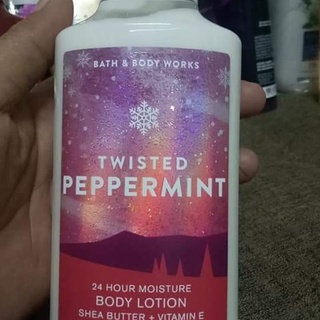 BATH & BODY WORKS
TWISTED
PEPPERMINT
24 HOUR MOISTURE
BODY LOTION
SHEA BUTTER + VITAMIN E